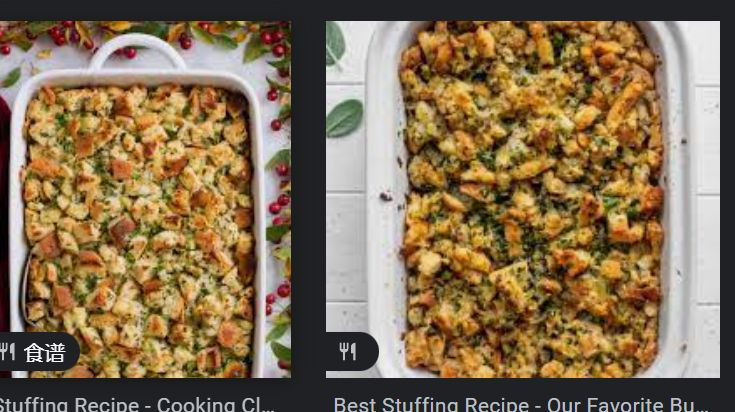 食谱
Stuffing Recipe - Cooking Cl...
Best Stuffing Recipe - Our Favorite Bu...